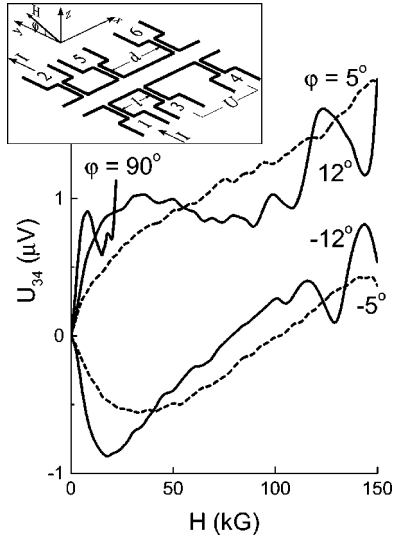 H z x
y φ
I 2 5 6 d
4 U
l 3
1 I
φ = 90°
φ = 5°
12°
-12°
-5°
U₃₄ (μV)
1
0
-1
0 50 100 150
H (kG)